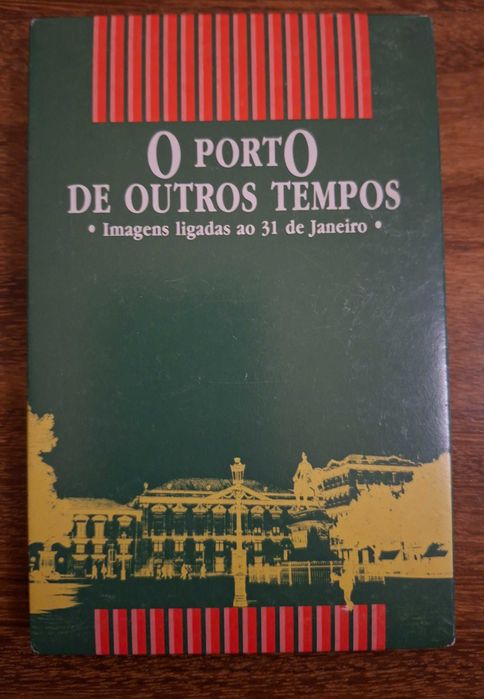 O PORTO
DE OUTROS TEMPOS
• Imagens ligadas ao 31 de Janeiro •